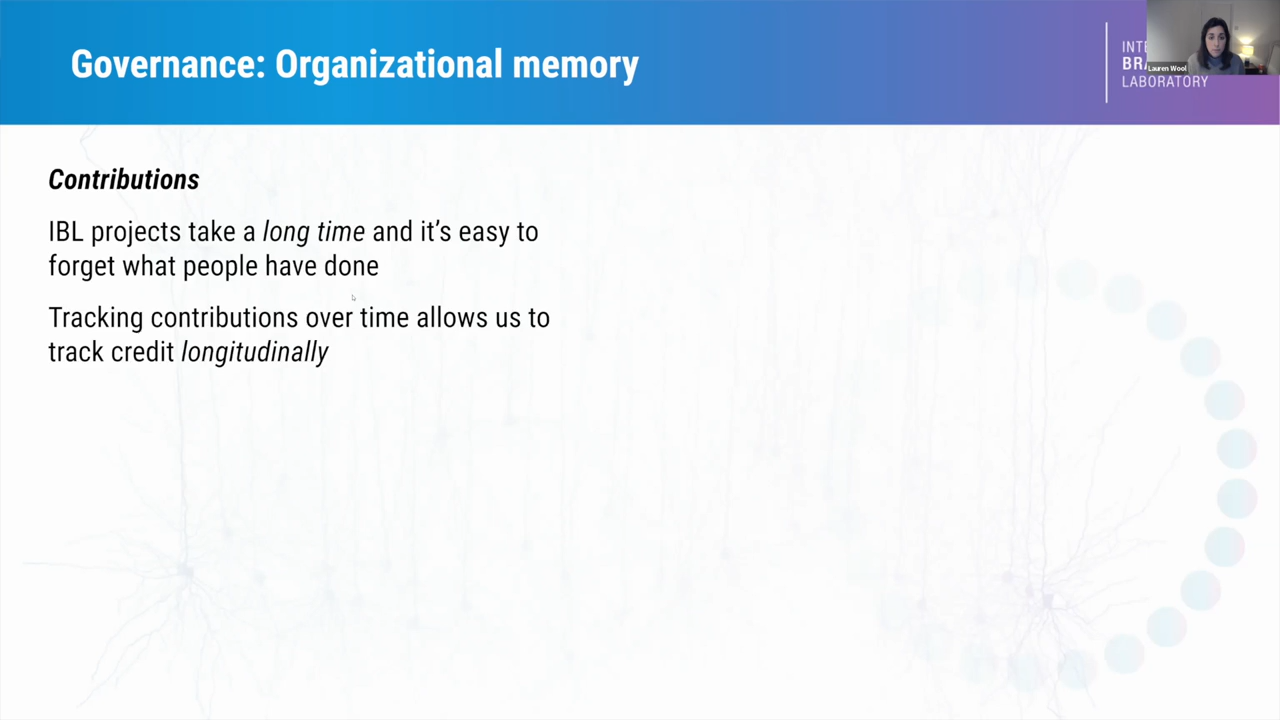 Governance: Organizational memory
INTE
BRA
LABORATORY
Lauren Wool
Contributions
IBL projects take a long time and it's easy to
forget what people have done
Tracking contributions over time allows us to
track credit longitudinally